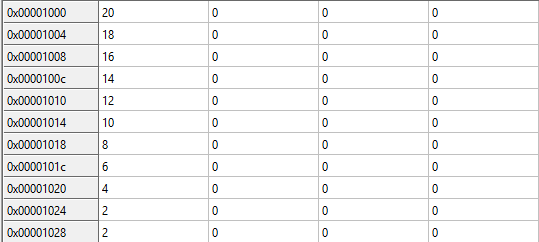 0x00001000 20 0 0 0
0x00001004 18 0 0 0
0x00001008 16 0 0 0
0x0000100c 14 0 0 0
0x00001010 12 0 0 0
0x00001014 10 0 0 0
0x00001018 8 0 0 0
0x0000101c 6 0 0 0
0x00001020 4 0 0 0
0x00001024 2 0 0 0
0x00001028 2 0 0 0